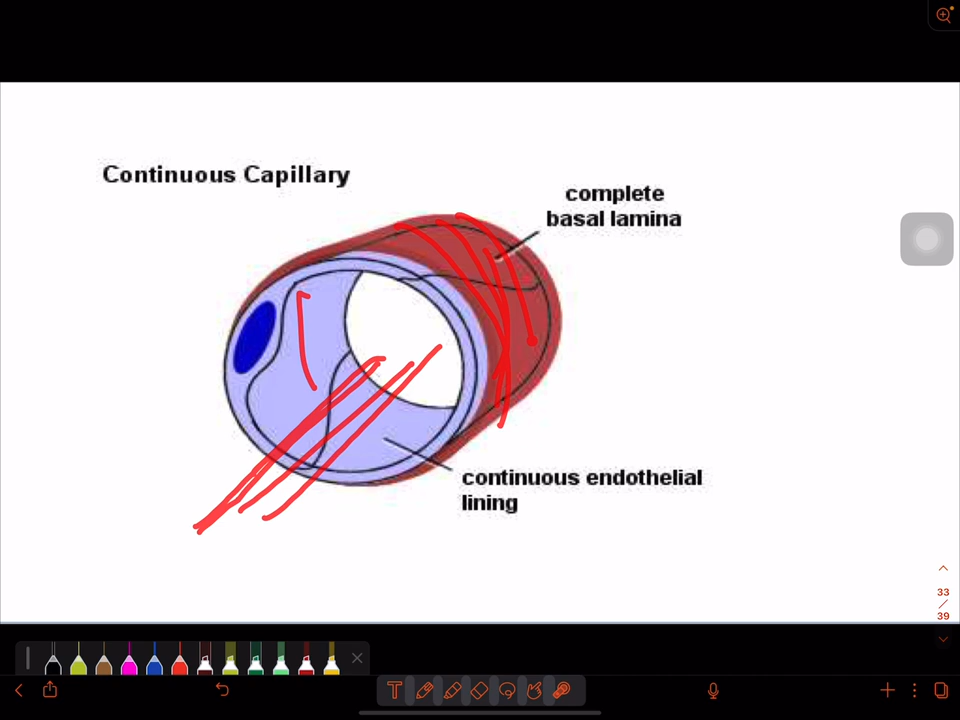 Continuous Capillary
complete
basal lamina
continuous endothelial
lining
33
39